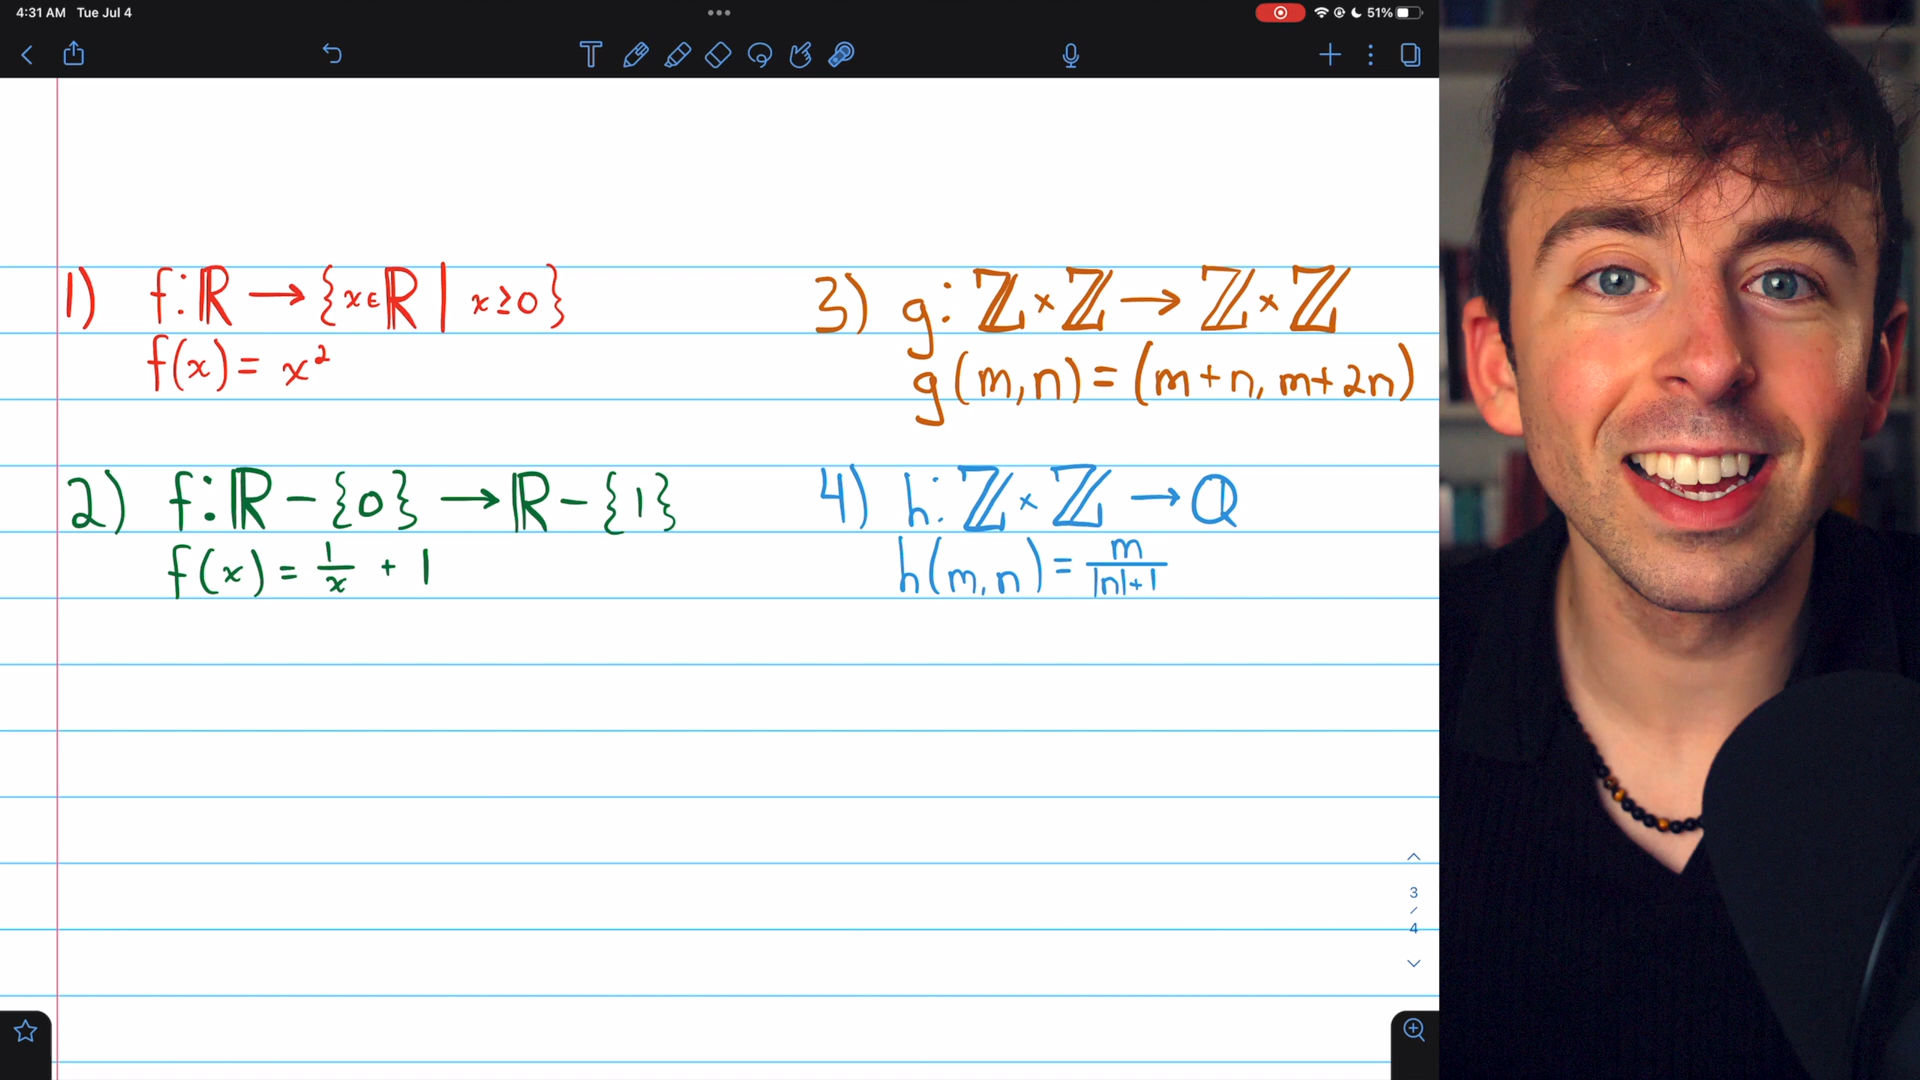 4:31 AM Tue Jul 4
51%
1) f: ℝ → {x∈ℝ | x≥0}
f(x) = x²
2) f: ℝ - {0} → ℝ - {1}
f(x) = 1/x + 1
3) g: ℤ×ℤ → ℤ×ℤ
g(m,n) = (m+n, m+2n)
4) h: ℤ×ℤ → ℚ
h(m,n) = m/|n|+1
3
/
4